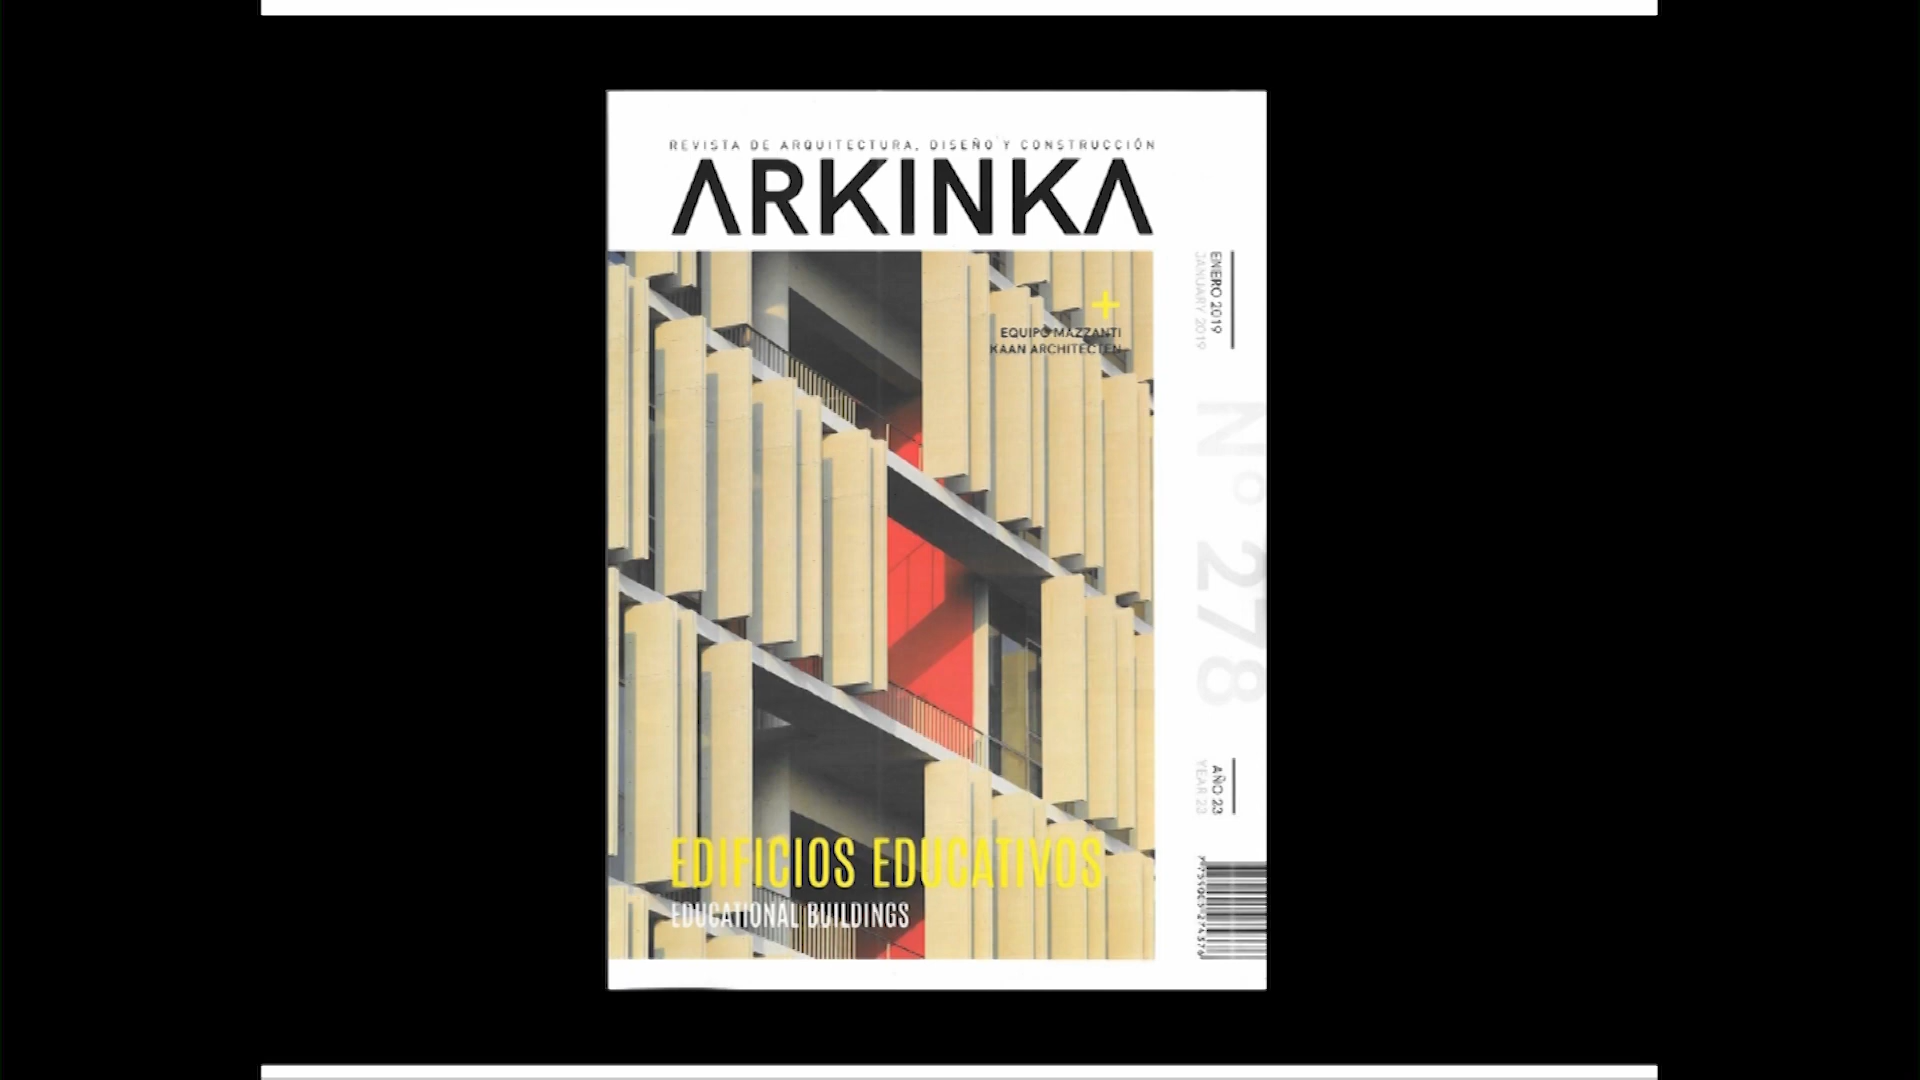 REVISTA DE ARQUITECTURA, DISEÑO Y CONSTRUCCIÓN
ARKINKA
EQUIPO MAZZANTI
KAAN ARCHITECTEN
ENERO 2019
JANUARY 2019
Nº 278
AÑO 23
YEAR 23
EDIFICIOS EDUCATIVOS
EDUCATIONAL BUILDINGS